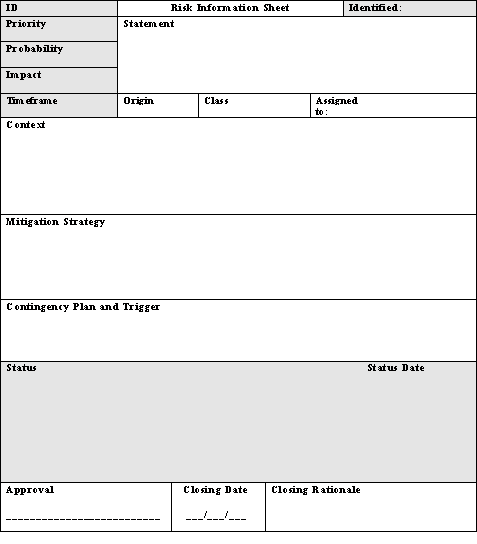 ID Risk Information Sheet Identified:
Priority Statement
Probability
Impact
Timeframe Origin Class Assigned
to:
Context
Mitigation Strategy
Contingency Plan and Trigger
Status Status Date
Approval Closing Date Closing Rationale
__________________________ ___/___/___